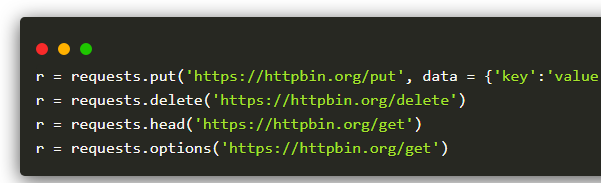 r = requests.put('https://httpbin.org/put', data = {'key':'value
r = requests.delete('https://httpbin.org/delete')
r = requests.head('https://httpbin.org/get')
r = requests.options('https://httpbin.org/get')